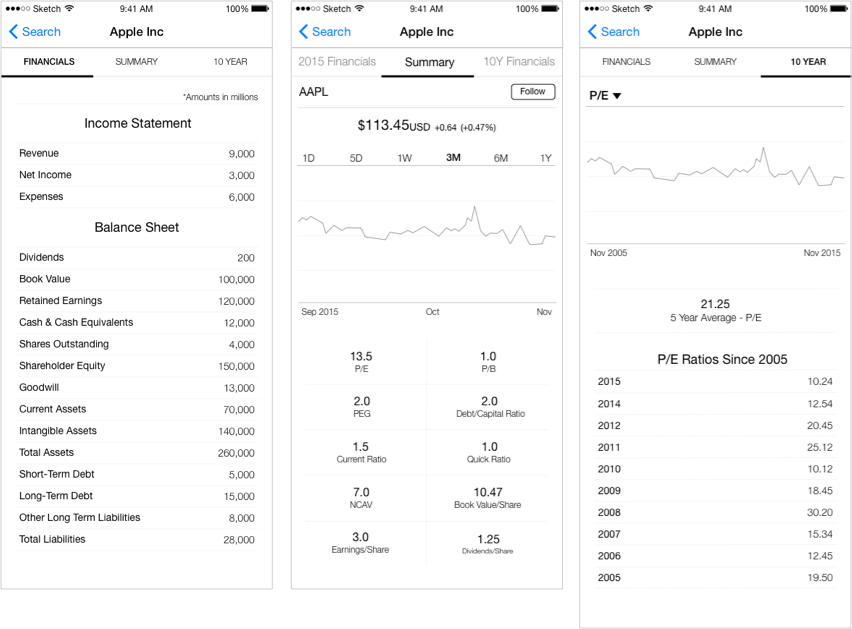 Sketch 9:41 AM 100%
Search Apple Inc
FINANCIALS SUMMARY 10 YEAR
*Amounts in millions
Income Statement
Revenue 9,000
Net Income 3,000
Expenses 6,000
Balance Sheet
Dividends 200
Book Value 100,000
Retained Earnings 120,000
Cash & Cash Equivalents 12,000
Shares Outstanding 4,000
Shareholder Equity 150,000
Goodwill 13,000
Current Assets 70,000
Intangible Assets 140,000
Total Assets 260,000
Short-Term Debt 5,000
Long-Term Debt 15,000
Other Long Term Liabilities 8,000
Total Liabilities 28,000
Sketch 9:41 AM 100%
Search Apple Inc
2015 Financials Summary 10Y Financials
AAPL Follow
$113.45USD +0.64 (+0.47%)
1D 5D 1W 3M 6M 1Y
Sep 2015 Oct Nov
13.5 1.0
P/E P/B
2.0 2.0
PEG Debt/Capital Ratio
1.5 1.0
Current Ratio Quick Ratio
7.0 10.47
NCAV Book Value/Share
3.0 1.25
Earnings/Share Dividends/Share
Sketch 9:41 AM 100%
Search Apple Inc
FINANCIALS SUMMARY 10 YEAR
P/E
Nov 2005 Nov 2015
21.25
5 Year Average - P/E
P/E Ratios Since 2005
2015 10.24
2014 12.54
2012 20.45
2011 25.12
2010 10.12
2009 18.45
2008 30.20
2007 15.34
2006 12.45
2005 19.50